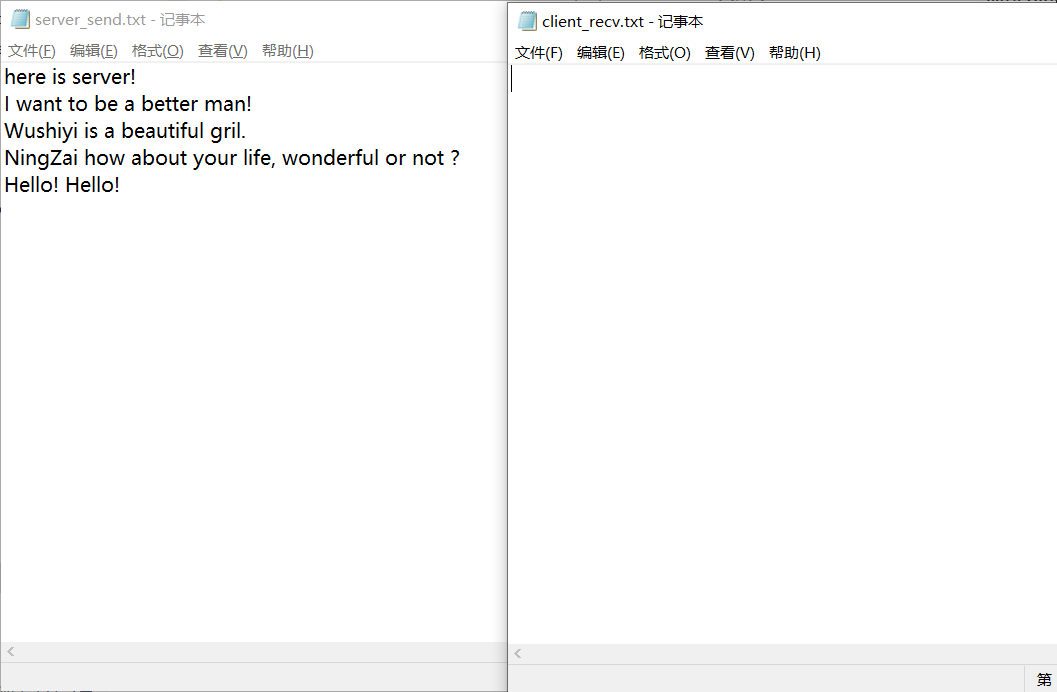 server_send.txt - 记事本
文件(F) 编辑(E) 格式(O) 查看(V) 帮助(H)
here is server!
I want to be a better man!
Wushiyi is a beautiful gril.
NingZai how about your life, wonderful or not ?
Hello! Hello!
client_recv.txt - 记事本
文件(F) 编辑(E) 格式(O) 查看(V) 帮助(H)
第